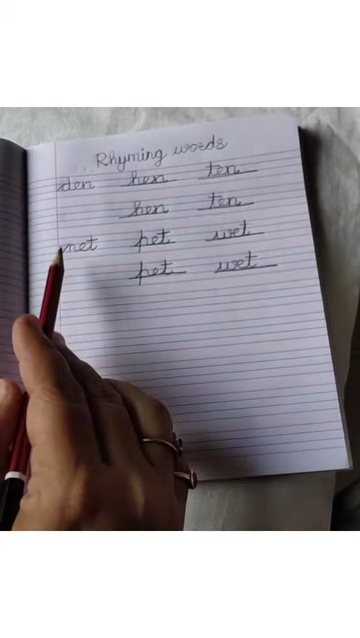 Rhyming words
den hen ten
hen ten
net pet wet
pet wet